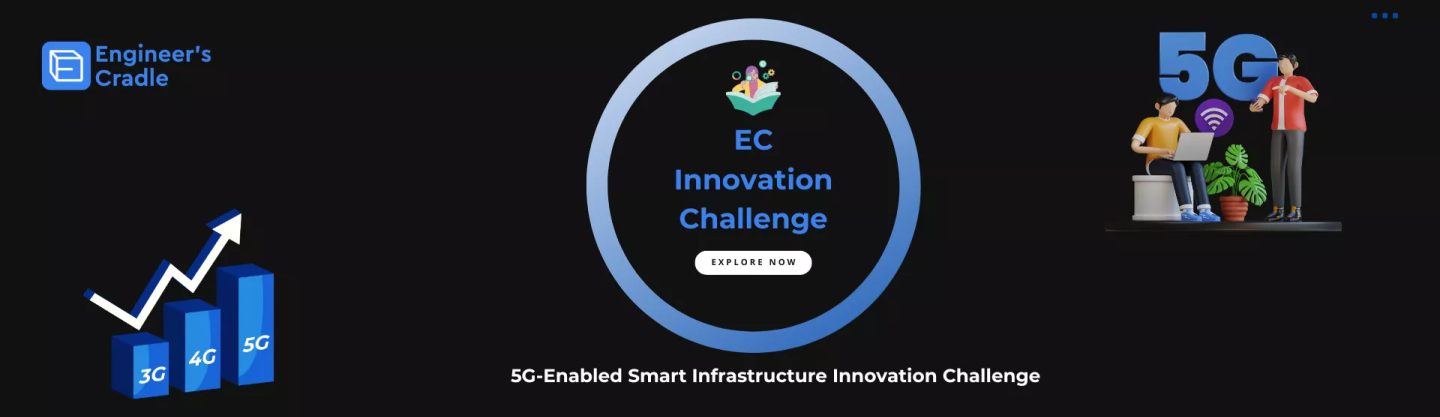 Engineer's
Cradle
5G
EC
Innovation
Challenge
EXPLORE NOW
3G
4G
5G
5G-Enabled Smart Infrastructure Innovation Challenge